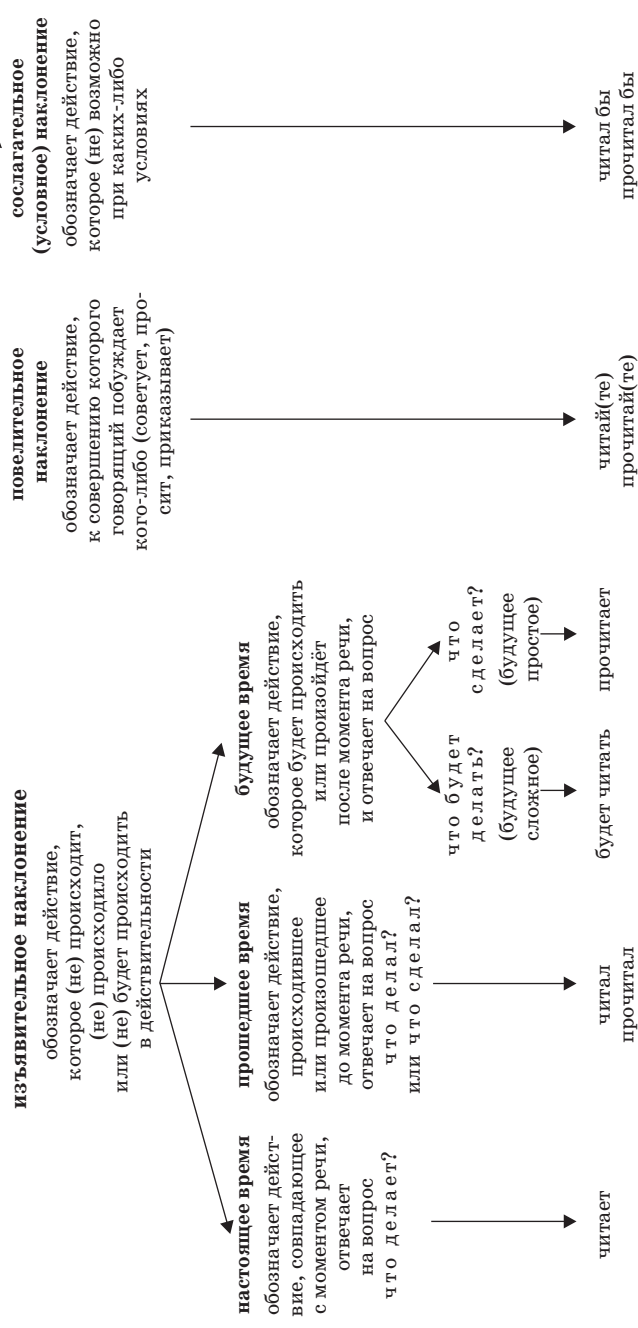 изъявительное наклонение
обозначает действие,
которое (не) происходит,
(не) происходило
или (не) будет происходить
в действительности
настоящее время
обозначает дейст-
вие, совпадающее
с моментом речи,
отвечает
на вопрос
что делает?
читает
прошедшее время
обозначает действие,
происходившее
или произошедшее
до момента речи,
отвечает на вопрос
что делал?
или что сделал?
читал
прочитал
будущее время
обозначает действие,
которое будет происходить
или произойдёт
после момента речи,
и отвечает на вопрос
что будет
делать?
(будущее
сложное)
будет читать
что
сделает?
(будущее
простое)
прочитает
повелительное
наклонение
обозначает действие,
к совершению которого
говорящий побуждает
кого-либо (советует, про-
сит, приказывает)
читай(те)
прочитай(те)
сослагательное
(условное) наклонение
обозначает действие,
которое (не) возможно
при каких-либо
условиях
читал бы
прочитал бы